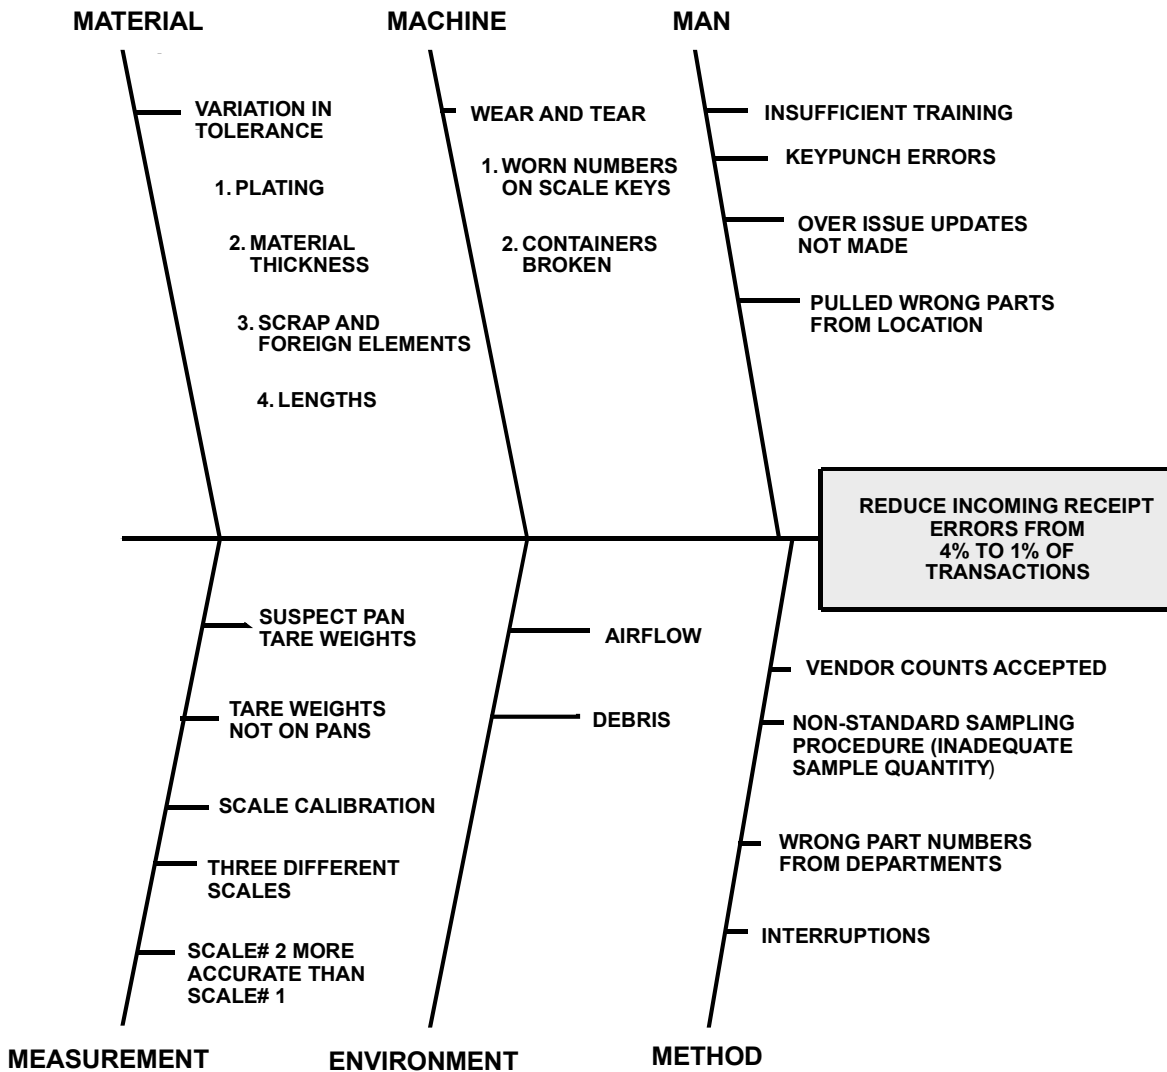 MATERIAL
VARIATION IN
TOLERANCE
1. PLATING
2. MATERIAL
THICKNESS
3. SCRAP AND
FOREIGN ELEMENTS
4. LENGTHS
MACHINE
WEAR AND TEAR
1. WORN NUMBERS
ON SCALE KEYS
2. CONTAINERS
BROKEN
MAN
INSUFFICIENT TRAINING
KEYPUNCH ERRORS
OVER ISSUE UPDATES
NOT MADE
PULLED WRONG PARTS
FROM LOCATION
REDUCE INCOMING RECEIPT
ERRORS FROM
4% TO 1% OF
TRANSACTIONS
SUSPECT PAN
TARE WEIGHTS
TARE WEIGHTS
NOT ON PANS
SCALE CALIBRATION
THREE DIFFERENT
SCALES
SCALE# 2 MORE
ACCURATE THAN
SCALE# 1
MEASUREMENT
AIRFLOW
DEBRIS
ENVIRONMENT
VENDOR COUNTS ACCEPTED
NON-STANDARD SAMPLING
PROCEDURE (INADEQUATE
SAMPLE QUANTITY)
WRONG PART NUMBERS
FROM DEPARTMENTS
INTERRUPTIONS
METHOD